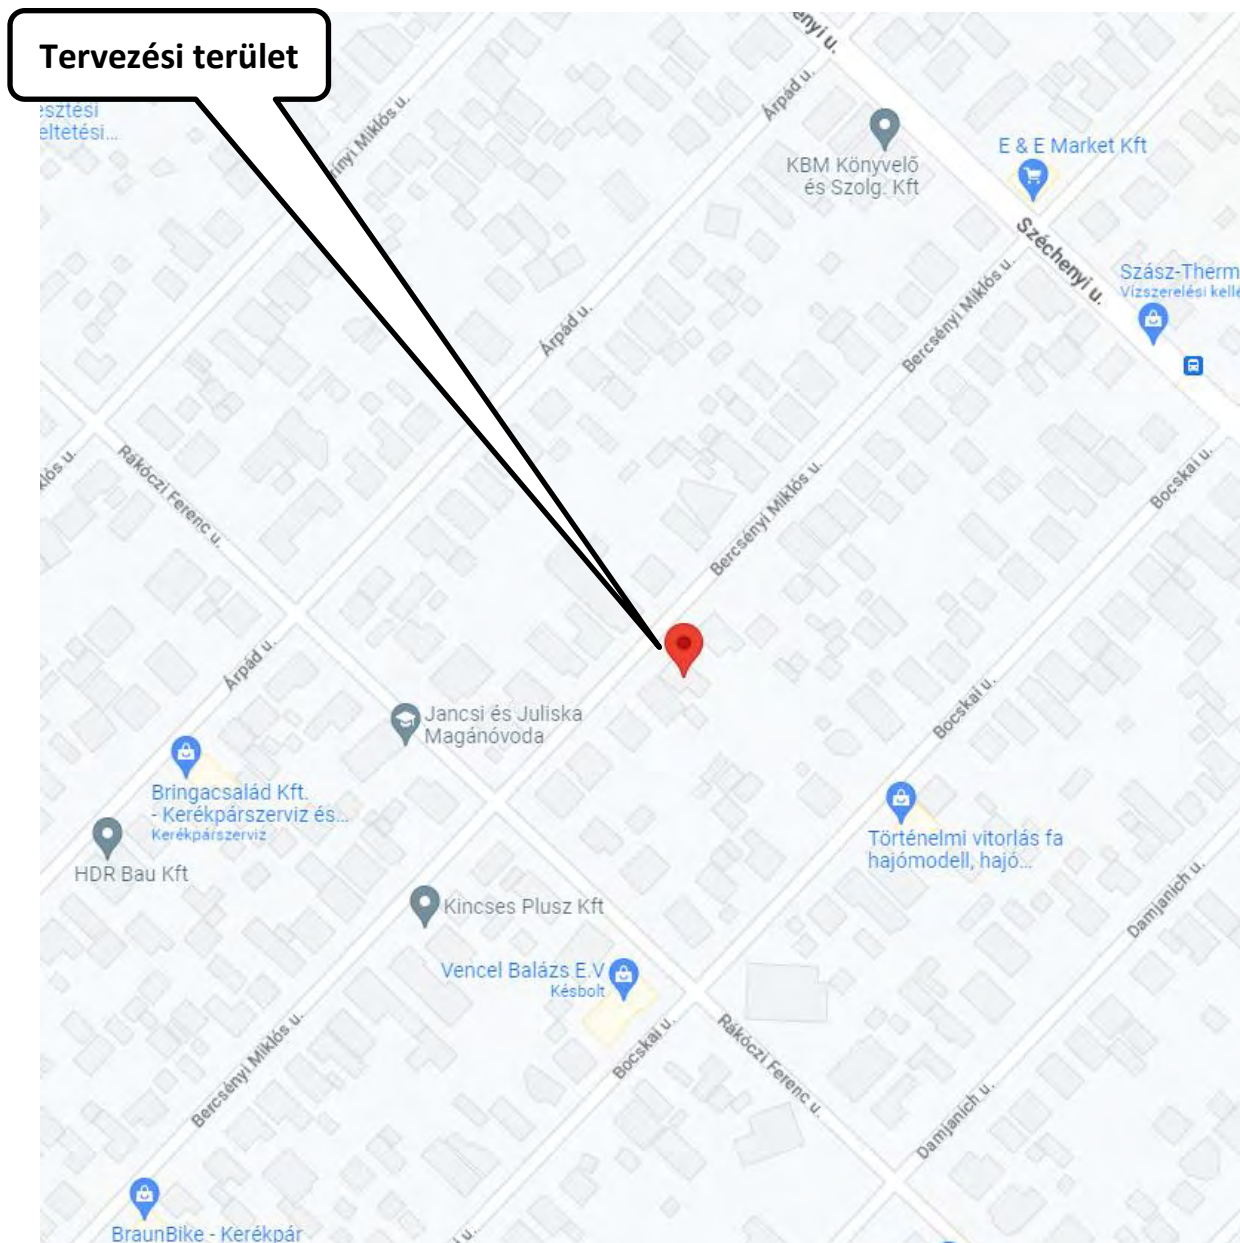 Tervezési terület
esztési
eltetési...
ényi Miklós u.
enyi u.
Árpád u.
KBM Könyvelő
és Szolg. Kft
E & E Market Kft
Széchenyi u.
Szász-Therm
Vízszerelési kelle
Árpád u.
Bercsényi Miklós u.
Rákóczi Ferenc u.
Bercsényi Miklós u.
Bocskai u.
Árpád u.
Jancsi és Juliska
Magánóvoda
Bocskai u.
Bringacsalád Kft.
- Kerékpárszerviz és...
Kerékpárszerviz
HDR Bau Kft
Történelmi vitorlás fa
hajómodell, hajó...
Kincses Plusz Kft
Damjanich u.
Vencel Balázs E.V
Késbolt
Bercsényi Miklós u.
Bocskai u.
Rákóczi Ferenc u.
Damjanich u.
BraunBike - Kerékpár